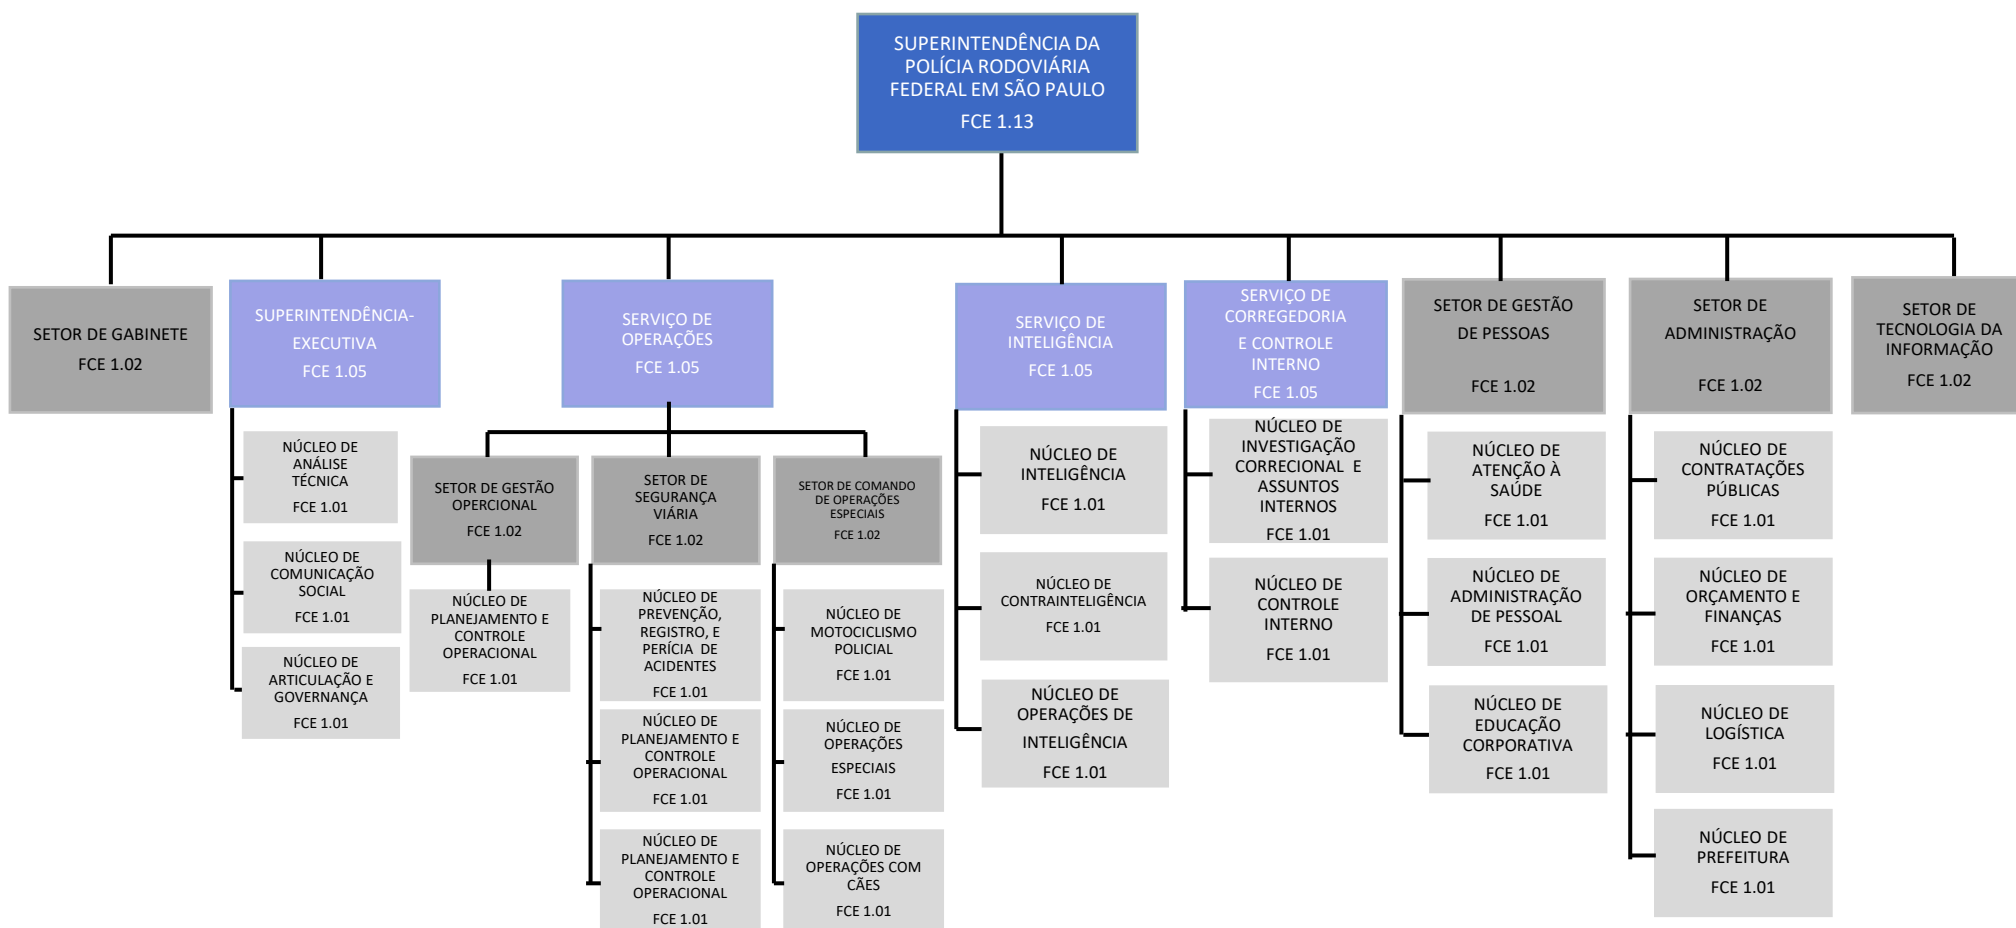 SUPERINTENDÊNCIA DA
POLÍCIA RODOVIÁRIA
FEDERAL EM SÃO PAULO
FCE 1.13
SETOR DE GABINETE
FCE 1.02
SUPERINTENDÊNCIA-
EXECUTIVA
FCE 1.05
SERVIÇO DE
OPERAÇÕES
FCE 1.05
SERVIÇO DE
INTELIGÊNCIA
FCE 1.05
SERVIÇO DE
CORREGEDORIA
E CONTROLE
INTERNO
FCE 1.05
SETOR DE GESTÃO
DE PESSOAS
FCE 1.02
SETOR DE
ADMINISTRAÇÃO
FCE 1.02
SETOR DE
TECNOLOGIA DA
INFORMAÇÃO
FCE 1.02
NÚCLEO DE
ANÁLISE
TÉCNICA
FCE 1.01
NÚCLEO DE
COMUNICAÇÃO
SOCIAL
FCE 1.01
NÚCLEO DE
ARTICULAÇÃO E
GOVERNANÇA
FCE 1.01
SETOR DE GESTÃO
OPERCIONAL
FCE 1.02
NÚCLEO DE
PLANEJAMENTO E
CONTROLE
OPERACIONAL
FCE 1.01
SETOR DE
SEGURANÇA
VIÁRIA
FCE 1.02
NÚCLEO DE
PREVENÇÃO,
REGISTRO, E
PERÍCIA DE
ACIDENTES
FCE 1.01
NÚCLEO DE
PLANEJAMENTO E
CONTROLE
OPERACIONAL
FCE 1.01
NÚCLEO DE
PLANEJAMENTO E
CONTROLE
OPERACIONAL
FCE 1.01
SETOR DE COMANDO
DE OPERAÇÕES
ESPECIAIS
FCE 1.02
NÚCLEO DE
MOTOCICLISMO
POLICIAL
FCE 1.01
NÚCLEO DE
OPERAÇÕES
ESPECIAIS
FCE 1.01
NÚCLEO DE
OPERAÇÕES COM
CÃES
FCE 1.01
NÚCLEO DE
INTELIGÊNCIA
FCE 1.01
NÚCLEO DE
CONTRAINTELIGÊNCIA
FCE 1.01
NÚCLEO DE
OPERAÇÕES DE
INTELIGÊNCIA
FCE 1.01
NÚCLEO DE
INVESTIGAÇÃO
CORRECIONAL E
ASSUNTOS
INTERNOS
FCE 1.01
NÚCLEO DE
CONTROLE
INTERNO
FCE 1.01
NÚCLEO DE
ATENÇÃO À
SAÚDE
FCE 1.01
NÚCLEO DE
ADMINISTRAÇÃO
DE PESSOAL
FCE 1.01
NÚCLEO DE
EDUCAÇÃO
CORPORATIVA
FCE 1.01
NÚCLEO DE
CONTRATAÇÕES
PÚBLICAS
FCE 1.01
NÚCLEO DE
ORÇAMENTO E
FINANÇAS
FCE 1.01
NÚCLEO DE
LOGÍSTICA
FCE 1.01
NÚCLEO DE
PREFEITURA
FCE 1.01